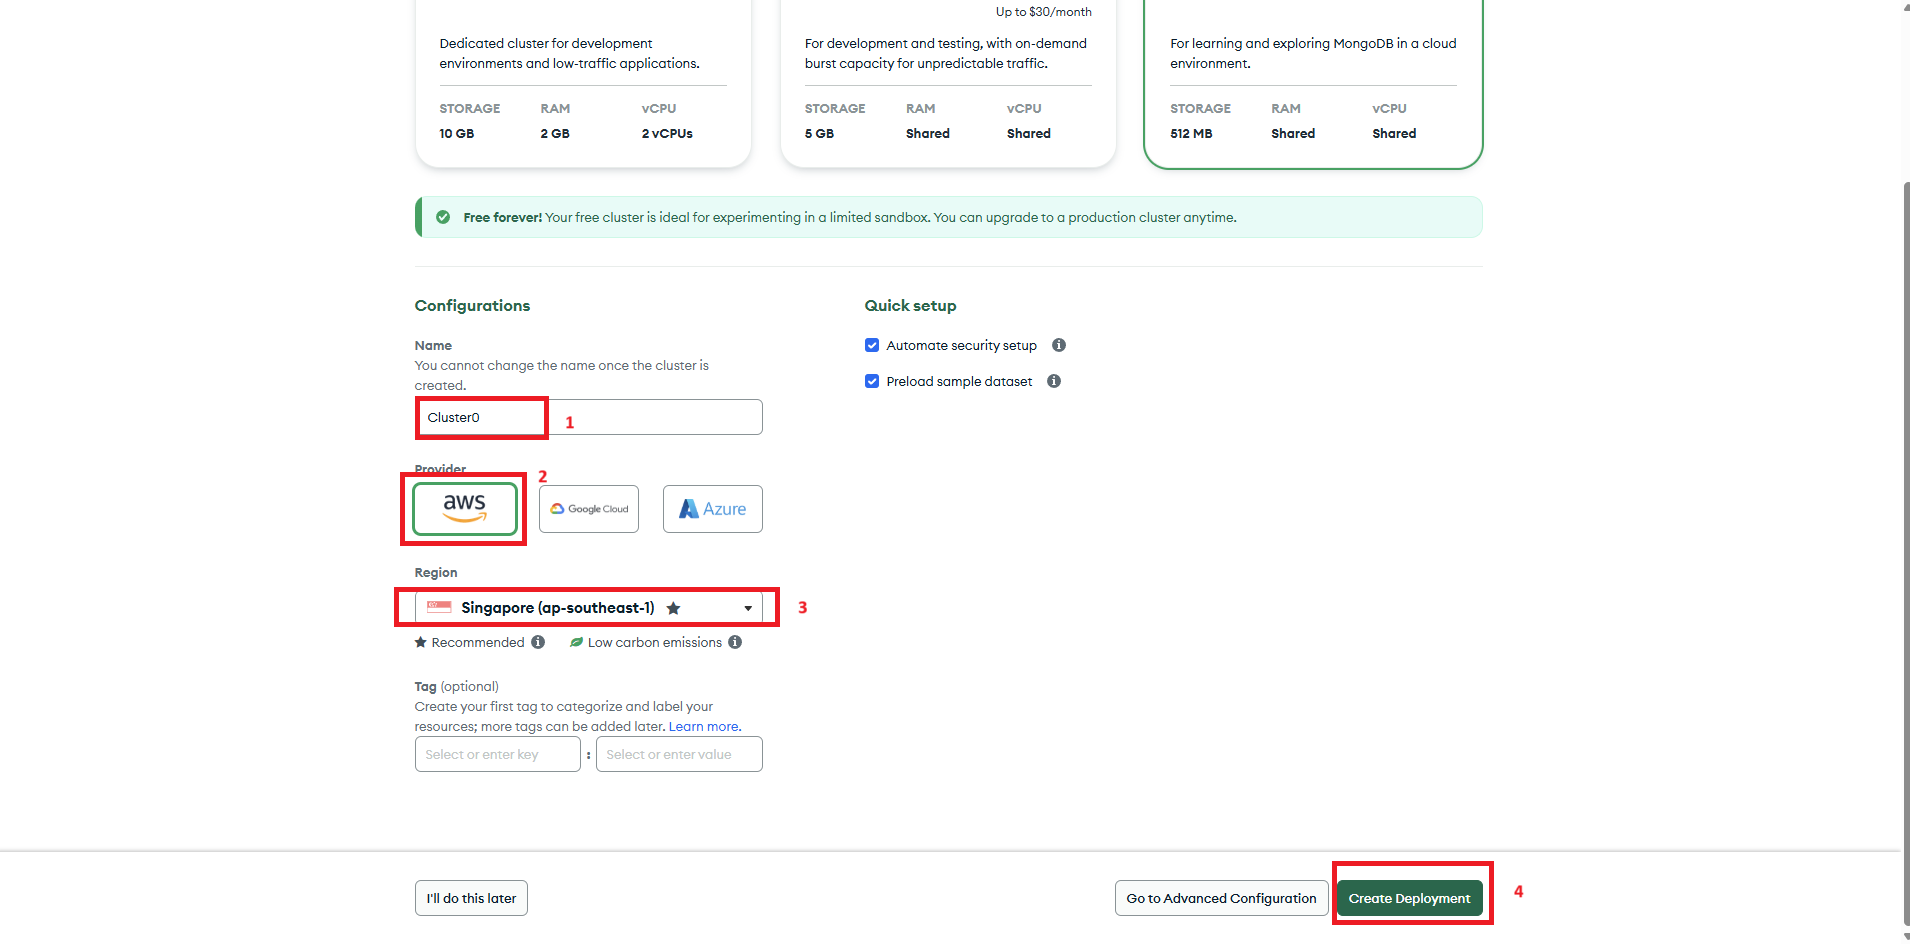 Up to $30/month
Dedicated cluster for development
environments and low-traffic applications.
STORAGE RAM vCPU
10 GB 2 GB 2 vCPUs
For development and testing, with on-demand
burst capacity for unpredictable traffic.
STORAGE RAM vCPU
5 GB Shared Shared
For learning and exploring MongoDB in a cloud
environment.
STORAGE RAM vCPU
512 MB Shared Shared
Free forever! Your free cluster is ideal for experimenting in a limited sandbox. You can upgrade to a production cluster anytime.
Configurations
Name
You cannot change the name once the cluster is
created.
Cluster0
1
Provider
2
aws
Google Cloud
Azure
Region
Singapore (ap-southeast-1)
3
Recommended Low carbon emissions
Tag (optional)
Create your first tag to categorize and label your
resources; more tags can be added later. Learn more.
Select or enter key : Select or enter value
Quick setup
Automate security setup
Preload sample dataset
I'll do this later
Go to Advanced Configuration
Create Deployment
4